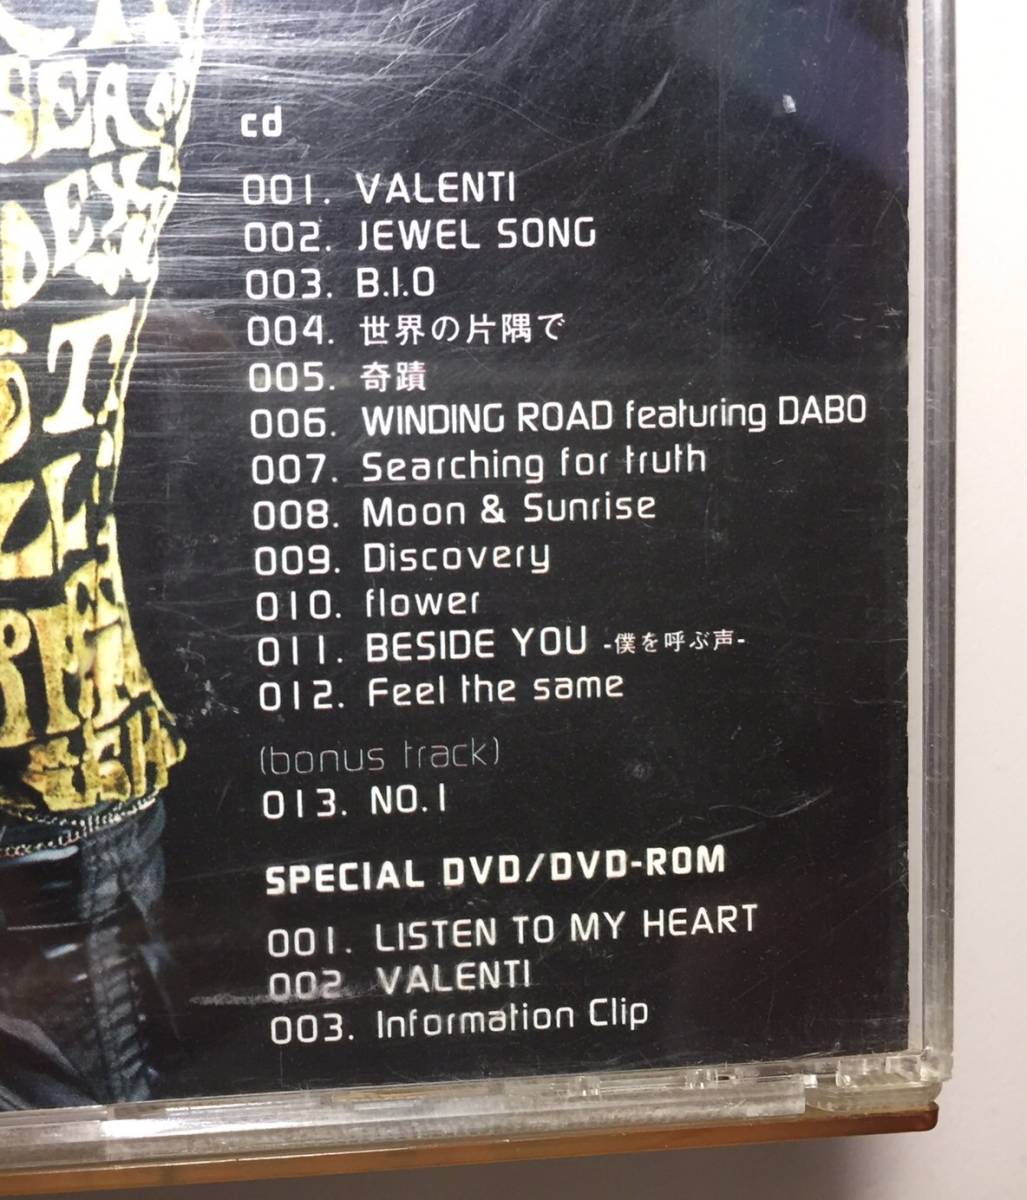 cd
001. VALENTI
002. JEWEL SONG
003. B.I.O
004. 世界の片隅で
005. 奇蹟
006. WINDING ROAD featuring DABO
007. Searching for truth
008. Moon & Sunrise
009. Discovery
010. flower
011. BESIDE YOU -僕を呼ぶ声-
012. Feel the same
(bonus track)
013. NO.1
SPECIAL DVD/DVD-ROM
001. LISTEN TO MY HEART
002 VALENTI
003. Information Clip